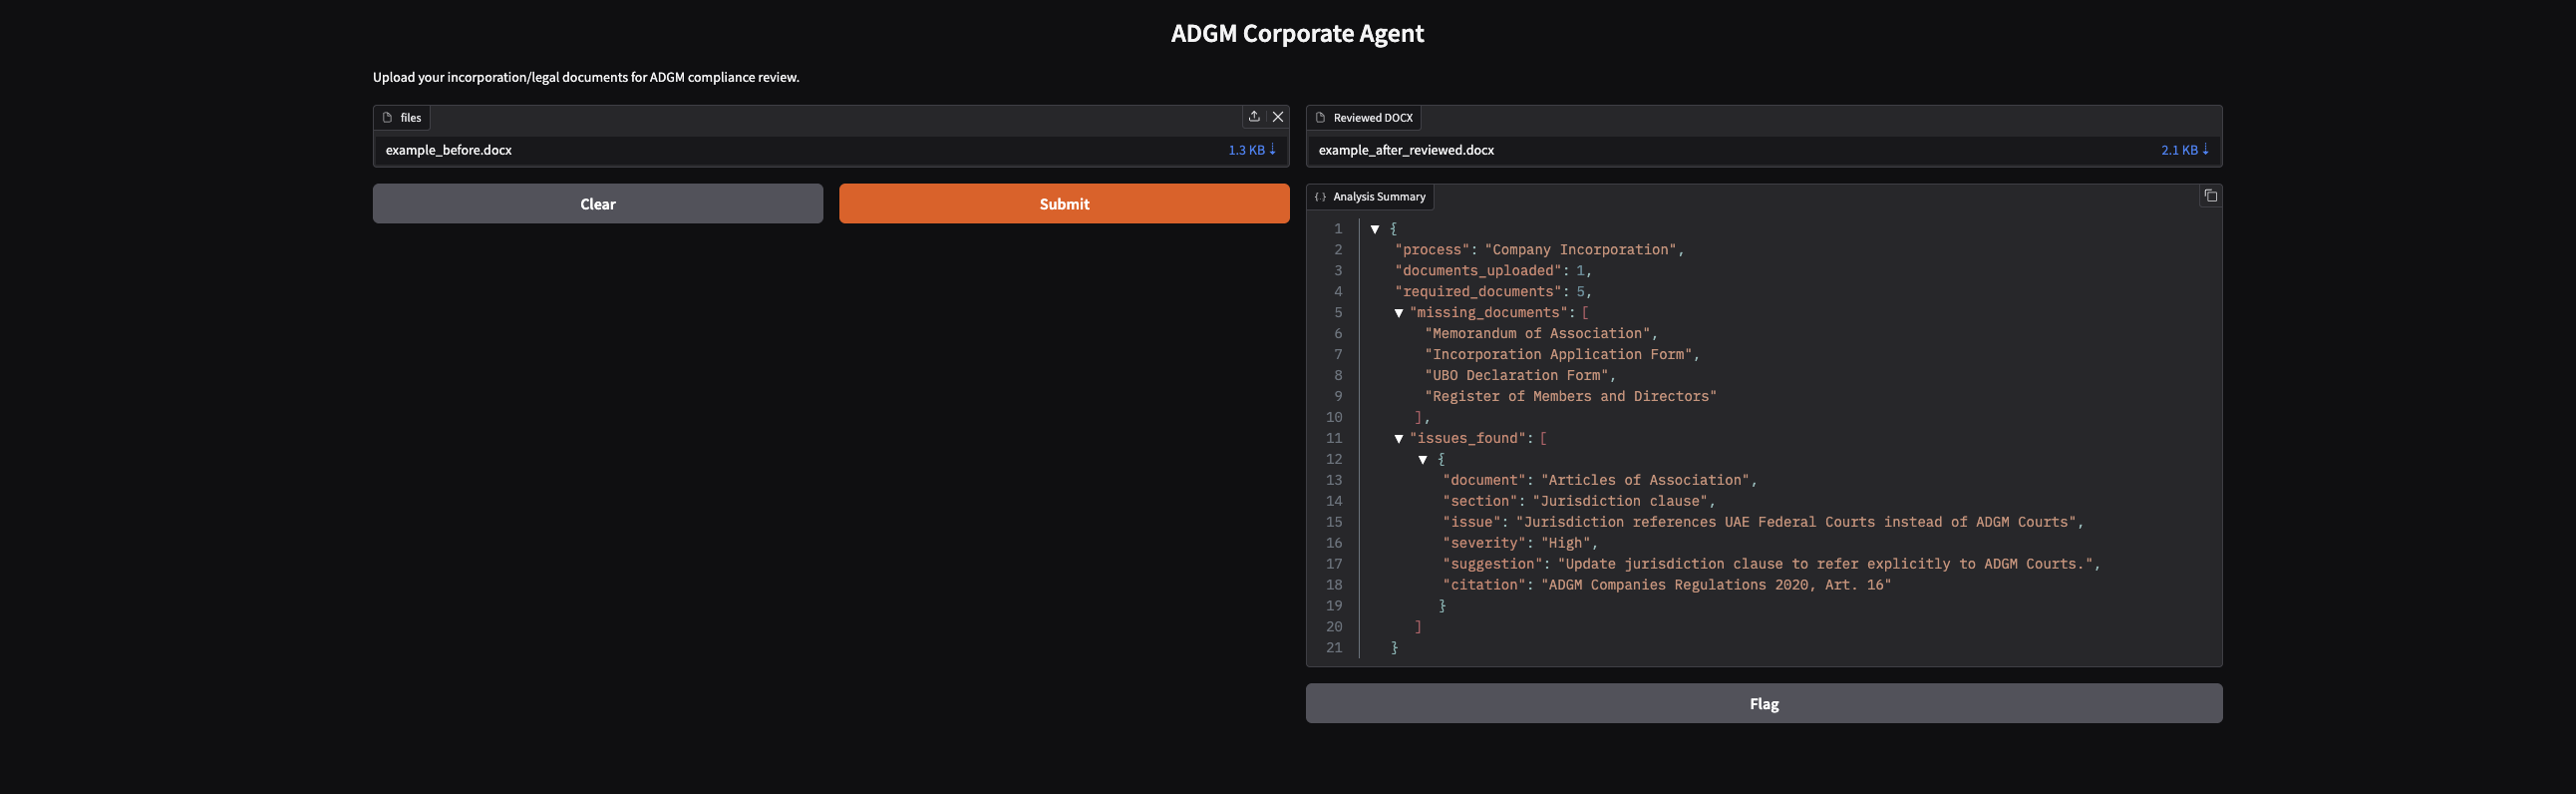 ADGM Corporate Agent
Upload your incorporation/legal documents for ADGM compliance review.
files
example_before.docx 1.3 KB ↓
Clear
Submit
Reviewed DOCX
example_after_reviewed.docx 2.1 KB ↓
Analysis Summary
1 ▼ {
2 "process": "Company Incorporation",
3 "documents_uploaded": 1,
4 "required_documents": 5,
5 ▼ "missing_documents": [
6 "Memorandum of Association",
7 "Incorporation Application Form",
8 "UBO Declaration Form",
9 "Register of Members and Directors"
10 ],
11 ▼ "issues_found": [
12 ▼ {
13 "document": "Articles of Association",
14 "section": "Jurisdiction clause",
15 "issue": "Jurisdiction references UAE Federal Courts instead of ADGM Courts",
16 "severity": "High",
17 "suggestion": "Update jurisdiction clause to refer explicitly to ADGM Courts.",
18 "citation": "ADGM Companies Regulations 2020, Art. 16"
19 }
20 ]
21 }
Flag